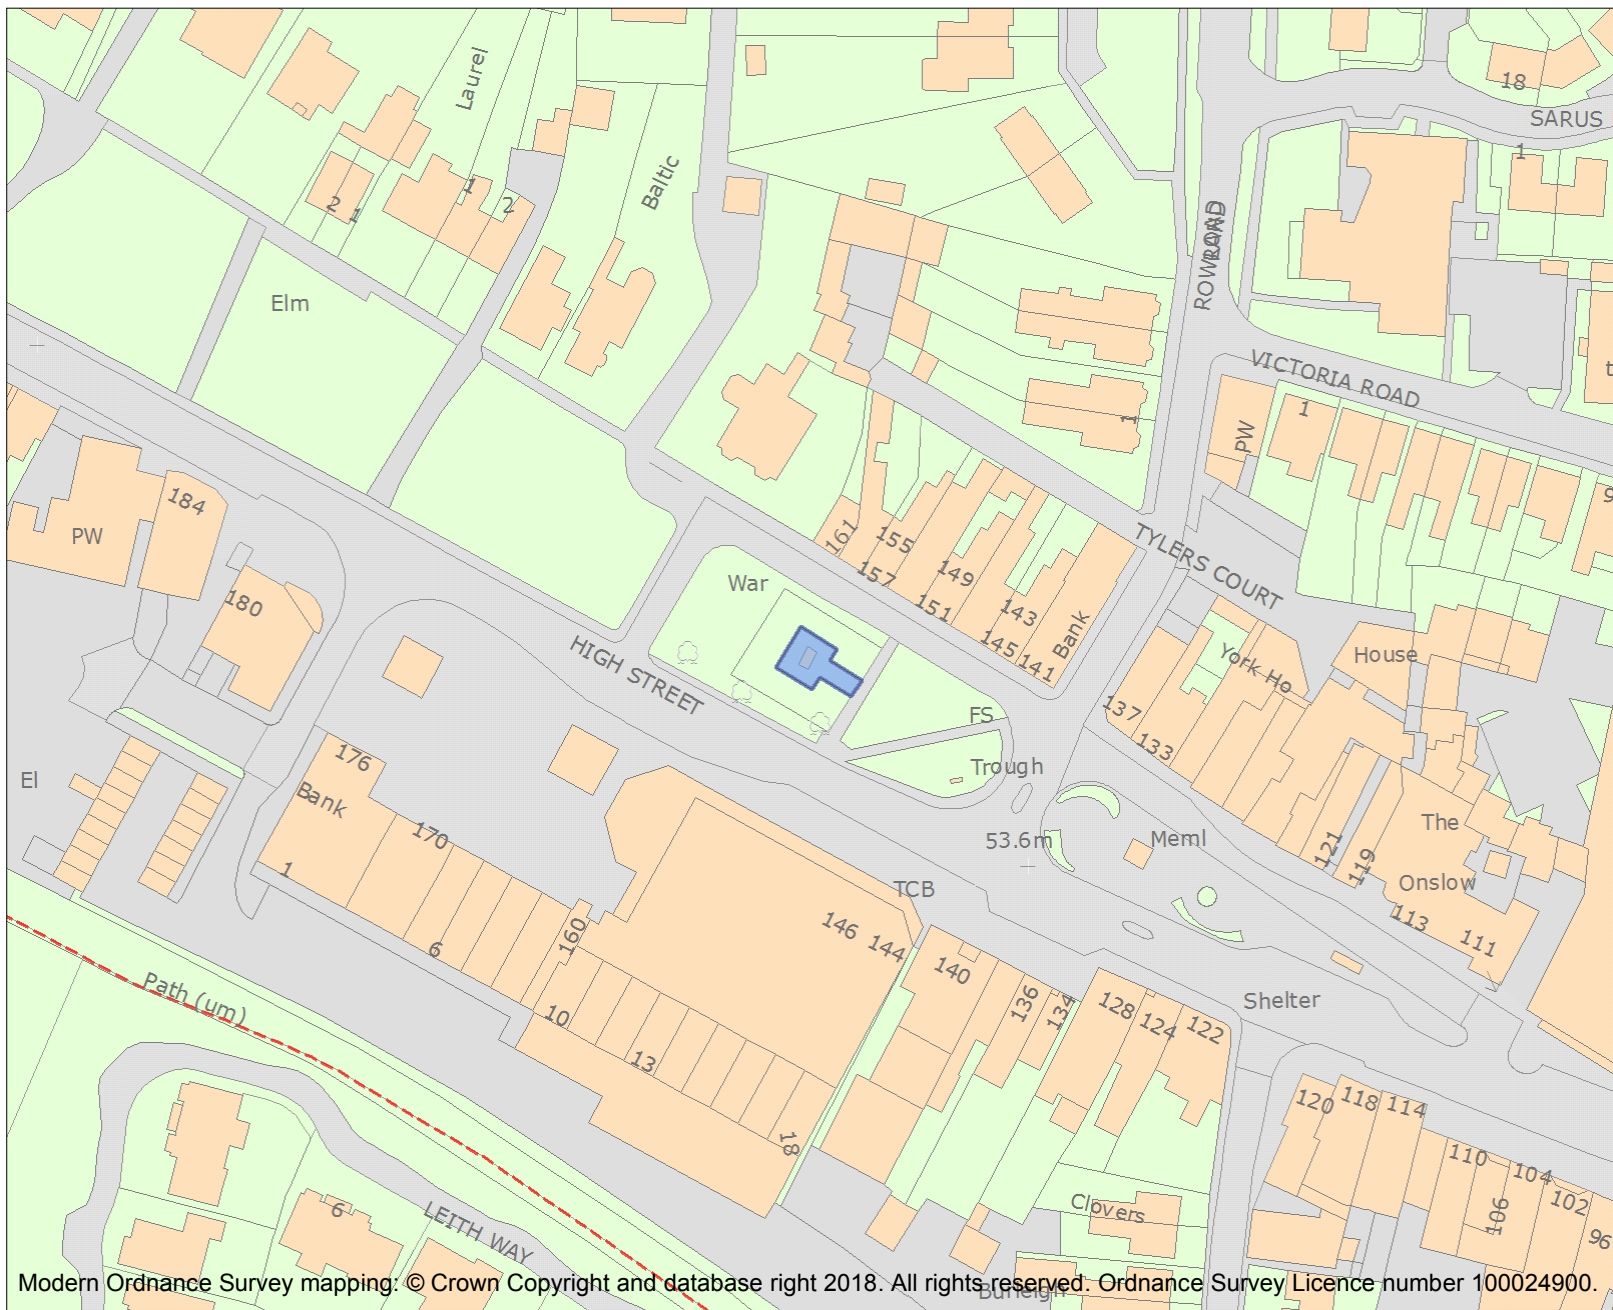 Laurel
18
SARUS
1
Baltic
1
2
2
1
ROWLAND
ROAD
Elm
VICTORIA ROAD
1
1
PW
184
PW
161
155
157
149
151
143
145
141
Bank
TYLERS COURT
War
180
HIGH STREET
York Ho
House
137
133
FS
Trough
176
Bank
170
1
El
53.6m
Meml
The
121
119
Onslow
TCB
113
111
146
144
160
6
140
136
134
128
124
122
Shelter
Path (um)
10
13
18
120
118
114
110
104
102
106
96
Clovers
6
LEITH WAY
Burleigh
Modern Ordnance Survey mapping: © Crown Copyright and database right 2018. All rights reserved. Ordnance Survey Licence number 100024900.